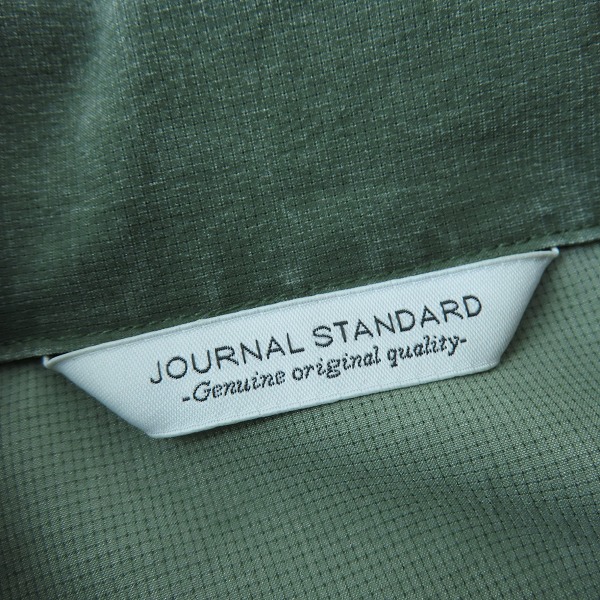 JOURNAL STANDARD
-Genuine original quality-